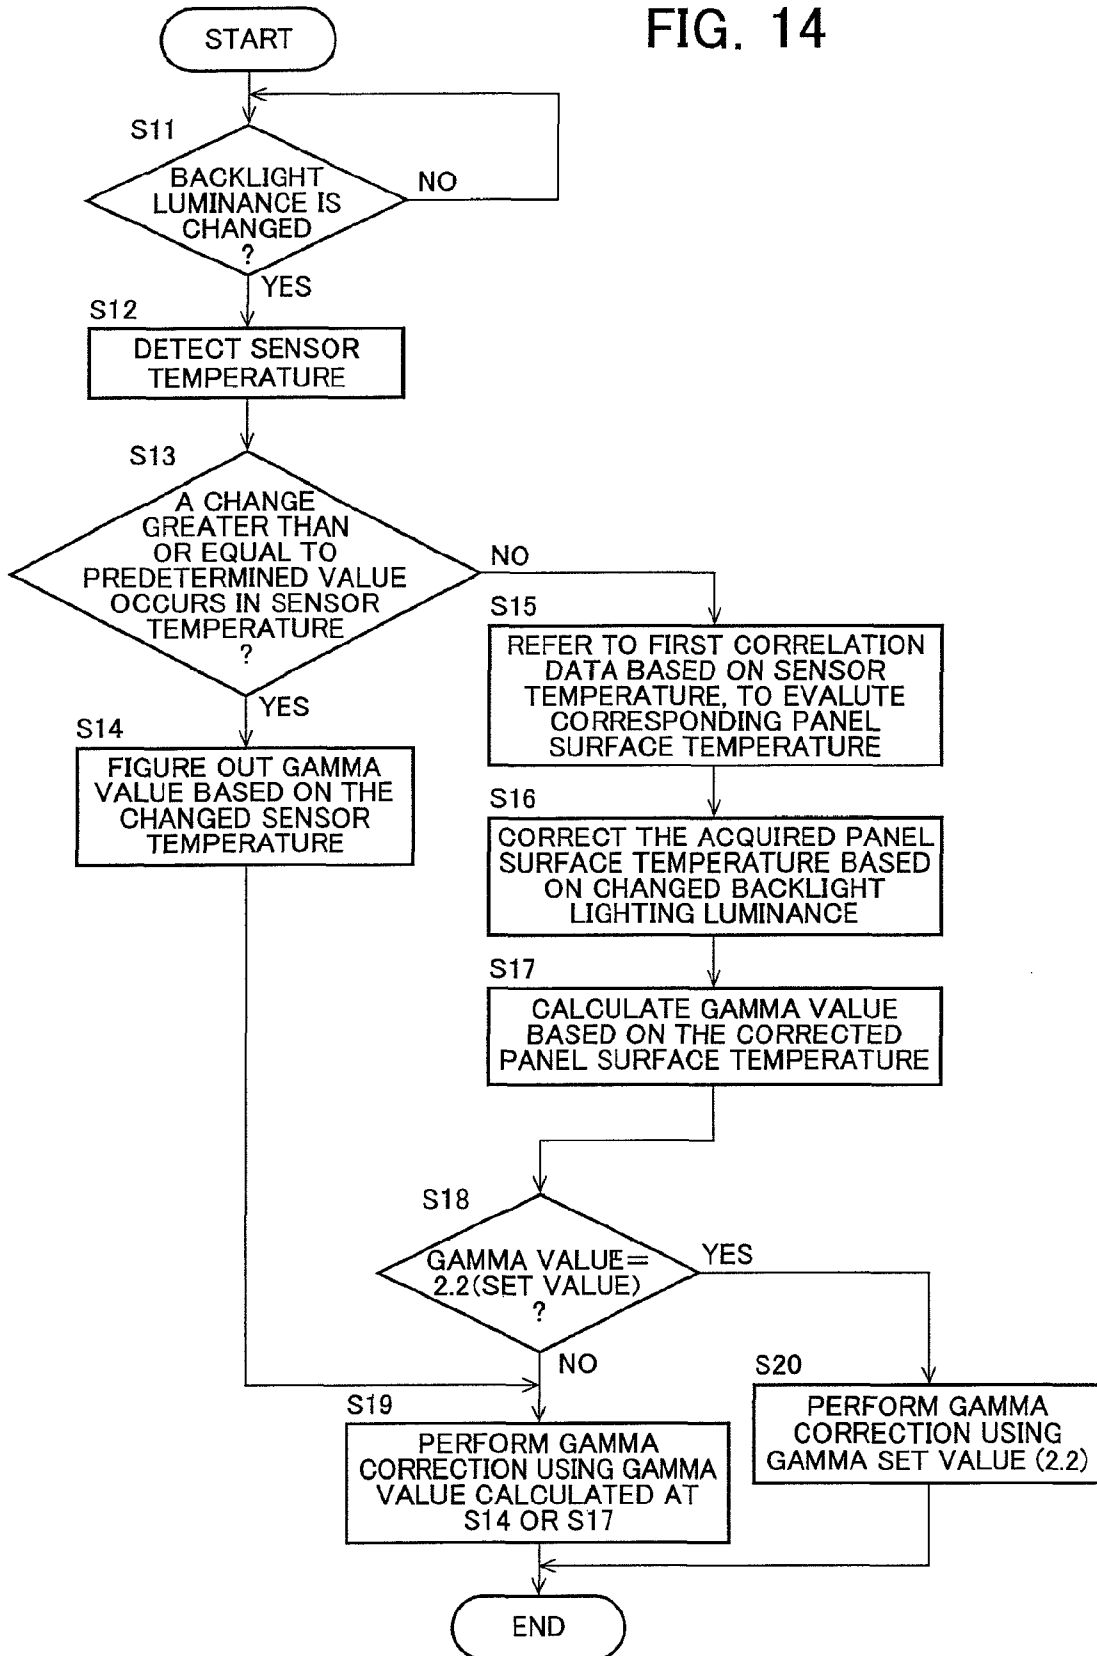 FIG. 14
START
S11
BACKLIGHT
LUMINANCE IS
CHANGED
?
NO
YES
S12
DETECT SENSOR
TEMPERATURE
S13
A CHANGE
GREATER THAN
OR EQUAL TO
PREDETERMINED VALUE
OCCURS IN SENSOR
TEMPERATURE
?
NO
YES
S14
FIGURE OUT GAMMA
VALUE BASED ON THE
CHANGED SENSOR
TEMPERATURE
S15
REFER TO FIRST CORRELATION
DATA BASED ON SENSOR
TEMPERATURE, TO EVALUTE
CORRESPONDING PANEL
SURFACE TEMPERATURE
S16
CORRECT THE ACQUIRED PANEL
SURFACE TEMPERATURE BASED
ON CHANGED BACKLIGHT
LIGHTING LUMINANCE
S17
CALCULATE GAMMA VALUE
BASED ON THE CORRECTED
PANEL SURFACE TEMPERATURE
S18
GAMMA VALUE=
2.2(SET VALUE)
?
YES
NO
S19
PERFORM GAMMA
CORRECTION USING GAMMA
VALUE CALCULATED AT
S14 OR S17
S20
PERFORM GAMMA
CORRECTION USING
GAMMA SET VALUE (2.2)
END